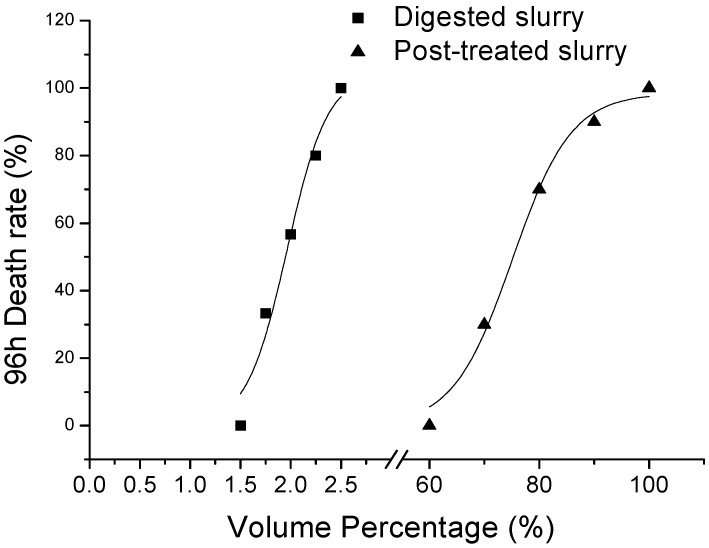 Digested slurry
Post-treated slurry
120
100
80
60
40
20
0
96h Death rate (%)
0.0 0.5 1.0 1.5 2.0 2.5 60 80 100
Volume Percentage (%)